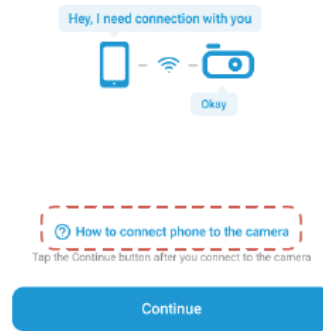 Hey, I need connection with you
Okay
How to connect phone to the camera
Tap the Continue button after you connect to the camera
Continue